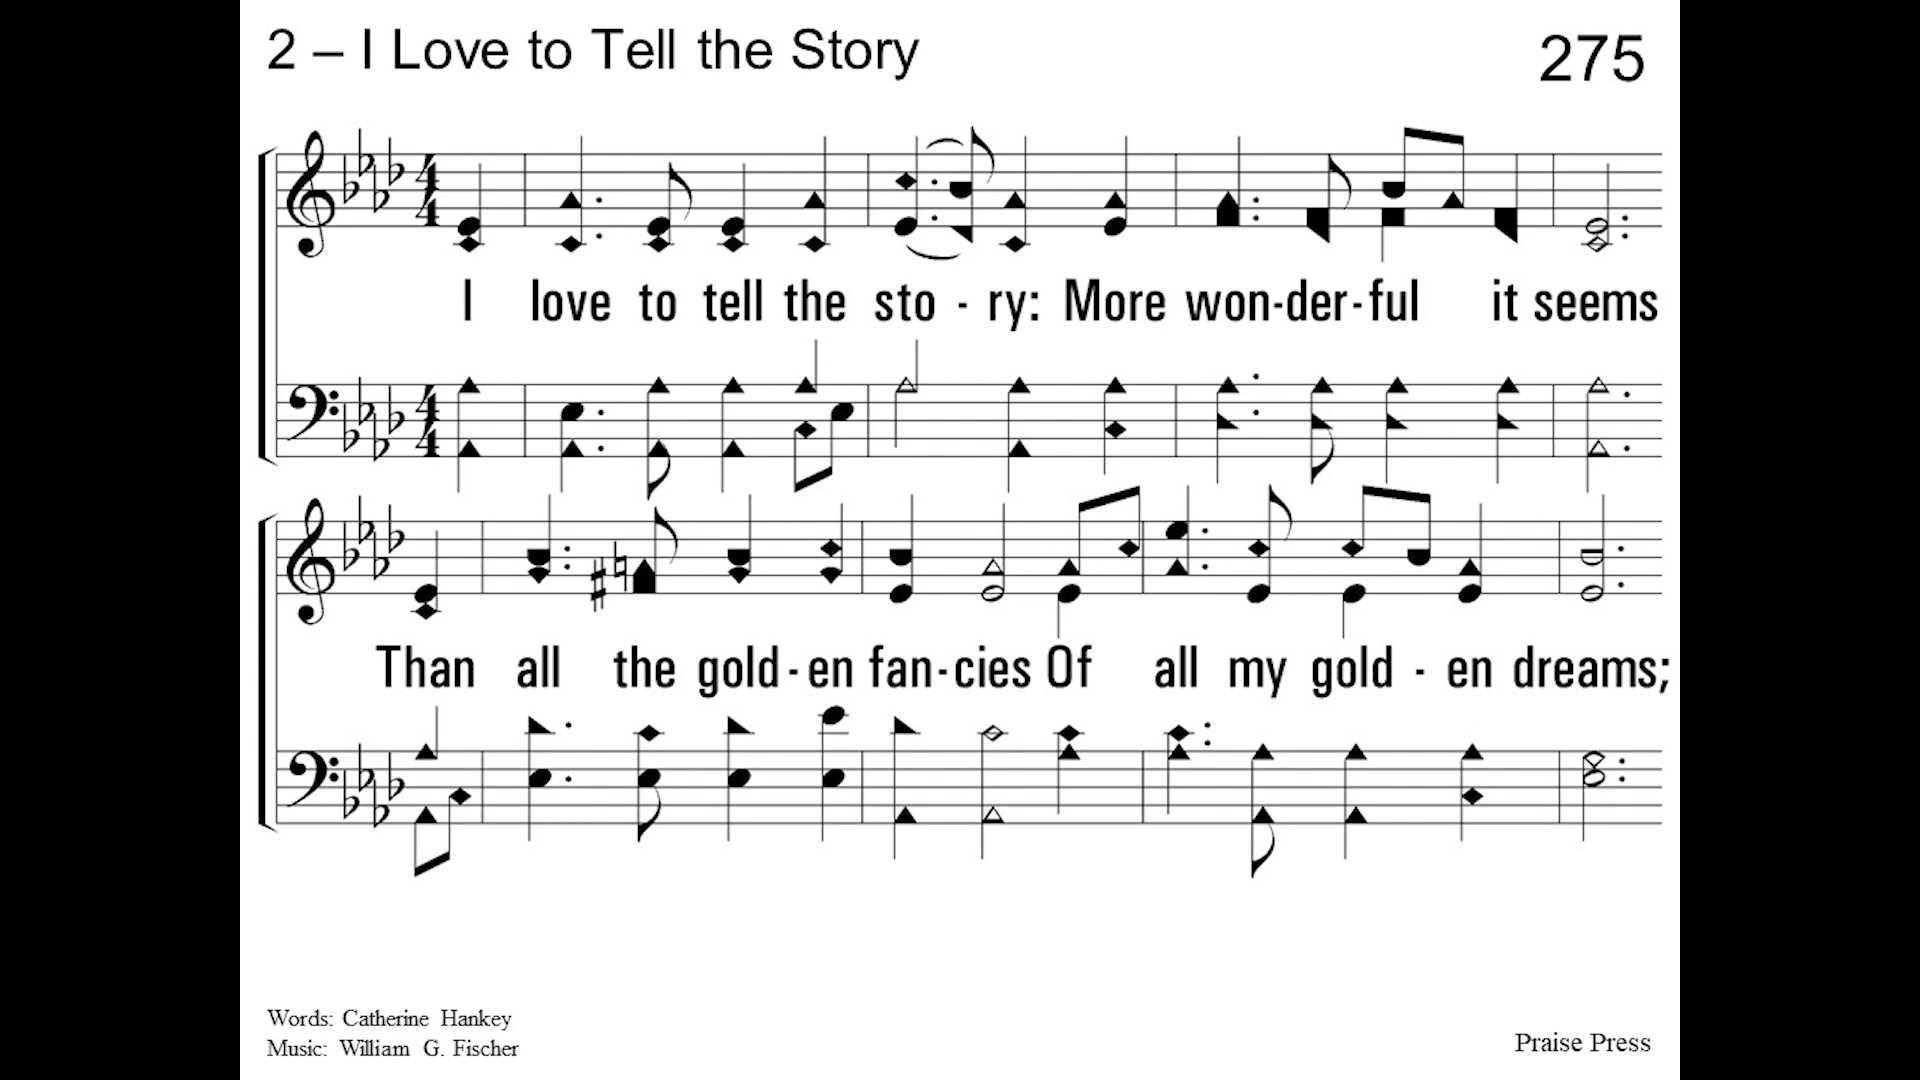 2 – I Love to Tell the Story
275
I love to tell the sto - ry: More won-der-ful it seems
Than all the gold-en fan-cies Of all my gold - en dreams;
Words: Catherine Hankey
Music: William G. Fischer
Praise Press